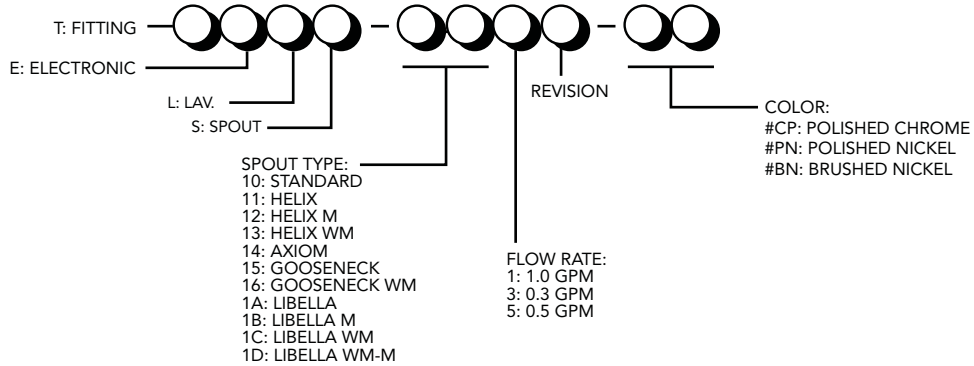 T: FITTING
E: ELECTRONIC
L: LAV.
S: SPOUT
SPOUT TYPE:
10: STANDARD
11: HELIX
12: HELIX M
13: HELIX WM
14: AXIOM
15: GOOSENECK
16: GOOSENECK WM
1A: LIBELLA
1B: LIBELLA M
1C: LIBELLA WM
1D: LIBELLA WM-M
FLOW RATE:
1: 1.0 GPM
3: 0.3 GPM
5: 0.5 GPM
REVISION
COLOR:
#CP: POLISHED CHROME
#PN: POLISHED NICKEL
#BN: BRUSHED NICKEL